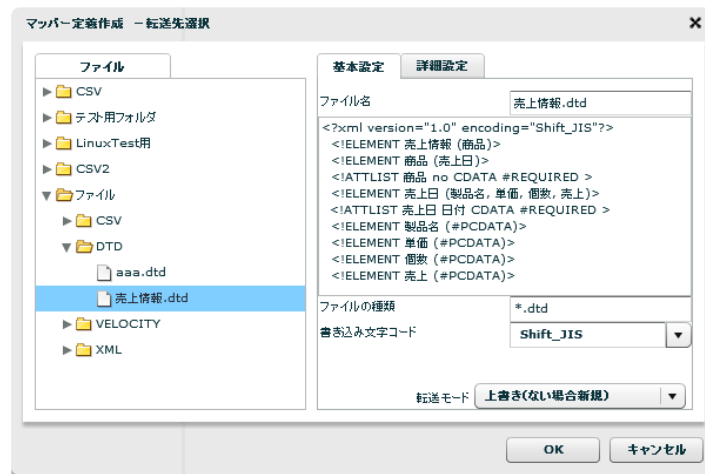 マッパー定義作成 －転送先選択
ファイル
CSV
テスト用フォルダ
LinuxTest用
CSV2
ファイル
CSV
DTD
aaa.dtd
売上情報.dtd
VELOCITY
XML
基本設定 詳細設定
ファイル名 売上情報.dtd
<?xml version="1.0" encoding="Shift_JIS"?>
<!ELEMENT 売上情報 (商品)>
<!ELEMENT 商品 (売上日)>
<!ATTLIST 商品 no CDATA #REQUIRED >
<!ELEMENT 売上日 (製品名, 単価, 個数, 売上)>
<!ATTLIST 売上日 日付 CDATA #REQUIRED >
<!ELEMENT 製品名 (#PCDATA)>
<!ELEMENT 単価 (#PCDATA)>
<!ELEMENT 個数 (#PCDATA)>
<!ELEMENT 売上 (#PCDATA)>
ファイルの種類 *.dtd
書き込み文字コード Shift_JIS
転送モード 上書き(ない場合新規)
OK キャンセル